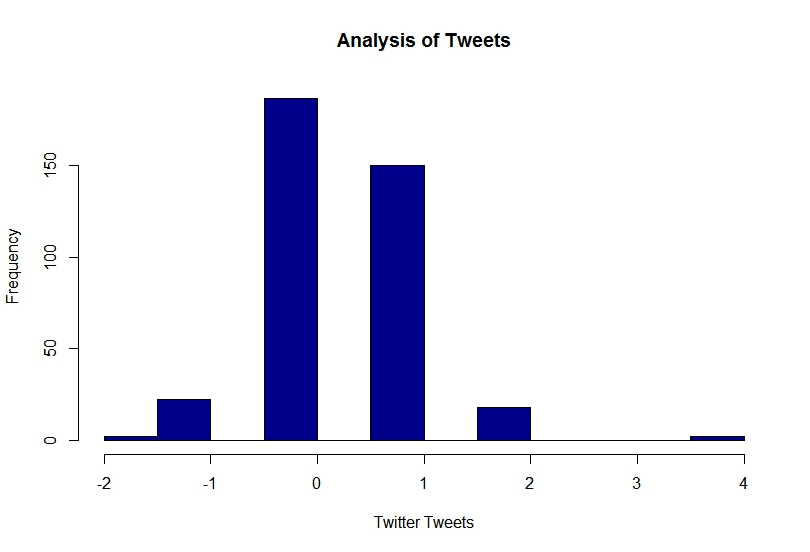 Analysis of Tweets
150
100
50
0
Frequency
-2 -1 0 1 2 3 4
Twitter Tweets